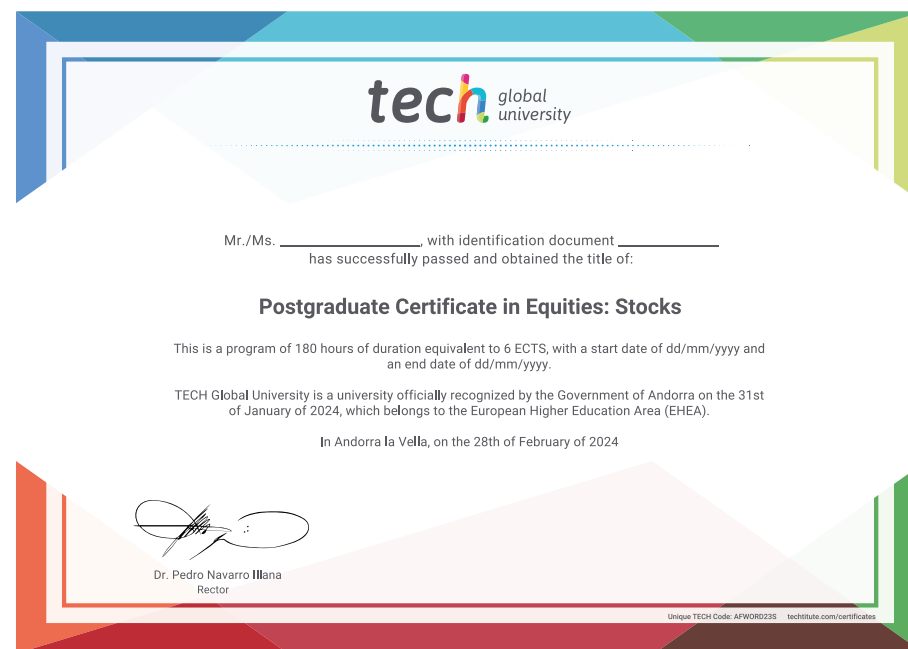 tech global university
Mr./Ms. ____________, with identification document ____________
has successfully passed and obtained the title of:
Postgraduate Certificate in Equities: Stocks
This is a program of 180 hours of duration equivalent to 6 ECTS, with a start date of dd/mm/yyyy and
an end date of dd/mm/yyyy.
TECH Global University is a university officially recognized by the Government of Andorra on the 31st
of January of 2024, which belongs to the European Higher Education Area (EHEA).
In Andorra la Vella, on the 28th of February of 2024
Dr. Pedro Navarro Illana
Rector
Unique TECH Code: AFWORD23S techtitute.com/certificates